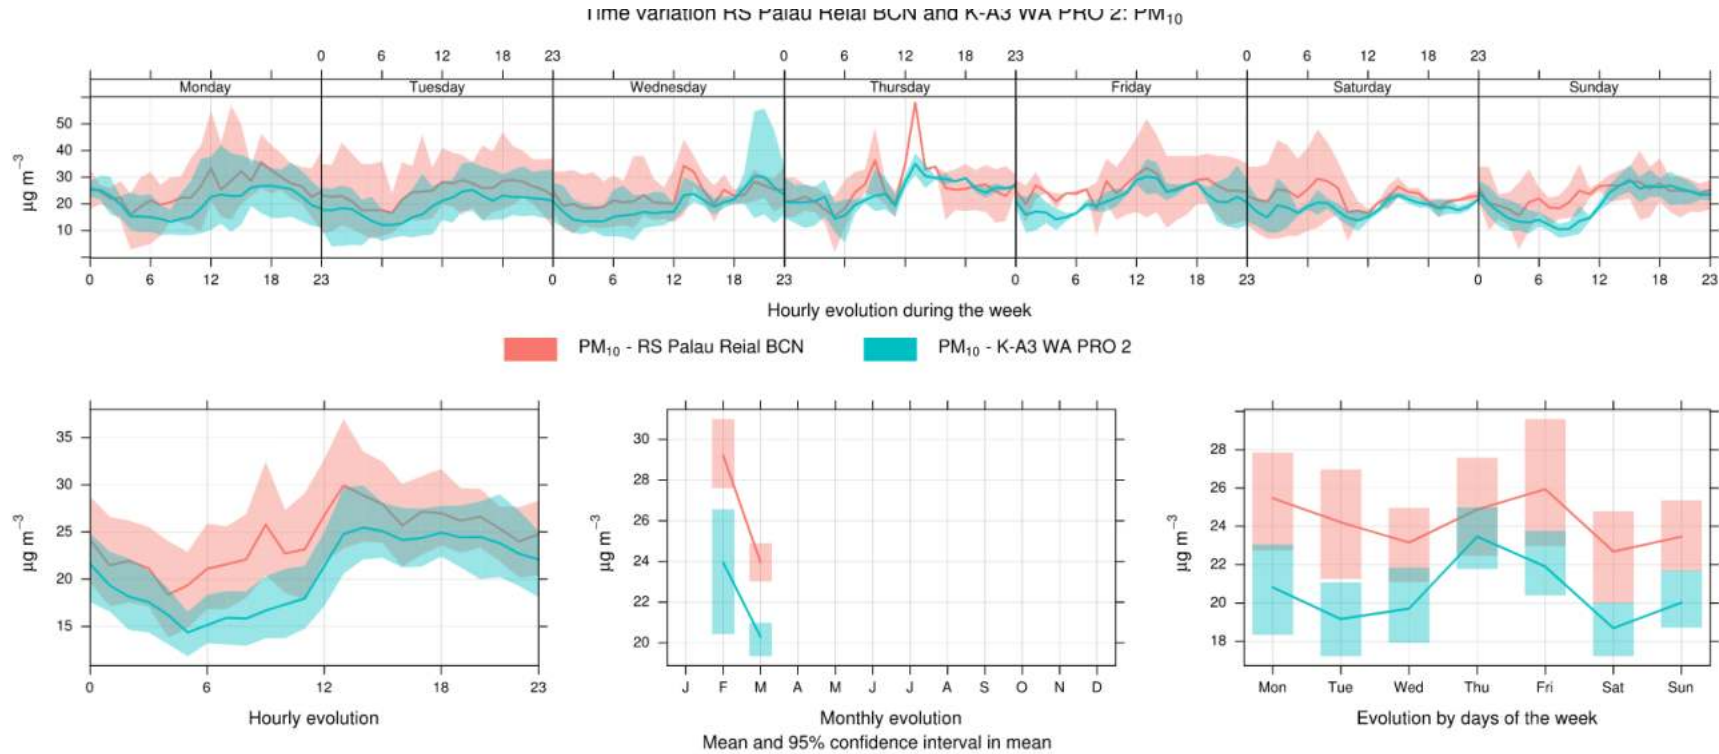 Time variation RS Palau Reial BCN and K-A3 WA PRO 2: PM₁₀
0 6 12 18 23 0 6 12 18 23 0 6 12 18 23
Monday Tuesday Wednesday Thursday Friday Saturday Sunday
50
40
30
20
10
µg m⁻³
0 6 12 18 23 0 6 12 18 23 0 6 12 18 23 0 6 12 18 23
Hourly evolution during the week
PM₁₀ - RS Palau Reial BCN PM₁₀ - K-A3 WA PRO 2
35
30
25
20
15
µg m⁻³
0 6 12 18 23
Hourly evolution
30
28
26
24
22
20
µg m⁻³
J F M A M J J A S O N D
Monthly evolution
Mean and 95% confidence interval in mean
28
26
24
22
20
18
µg m⁻³
Mon Tue Wed Thu Fri Sat Sun
Evolution by days of the week